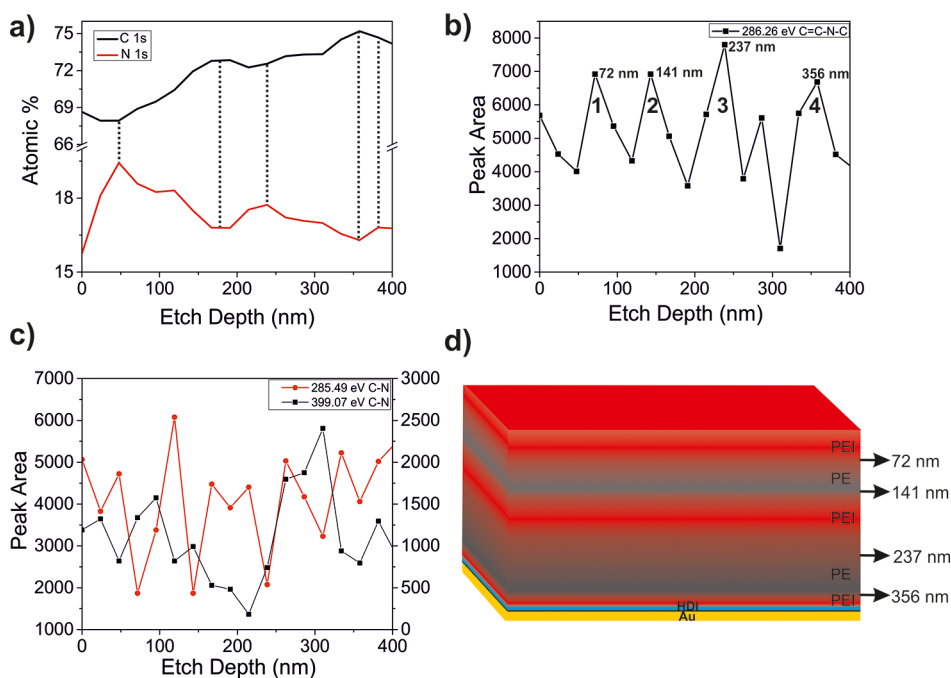 a)
C 1s
N 1s
75
72
69
66
18
15
Atomic %
0 100 200 300 400
Etch Depth (nm)
b)
286.26 eV C=C-N-C
237 nm
72 nm
141 nm
356 nm
1 2 3 4
8000
7000
6000
5000
4000
3000
2000
1000
Peak Area
0 100 200 300 400
Etch Depth (nm)
c)
285.49 eV C-N
399.07 eV C-N
7000
6000
5000
4000
3000
2000
1000
Peak Area
3000
2500
2000
1500
1000
500
0
0 100 200 300 400
Etch Depth (nm)
d)
PEI
72 nm
PE
141 nm
PEI
237 nm
PE
PEI
356 nm
HDI
Au